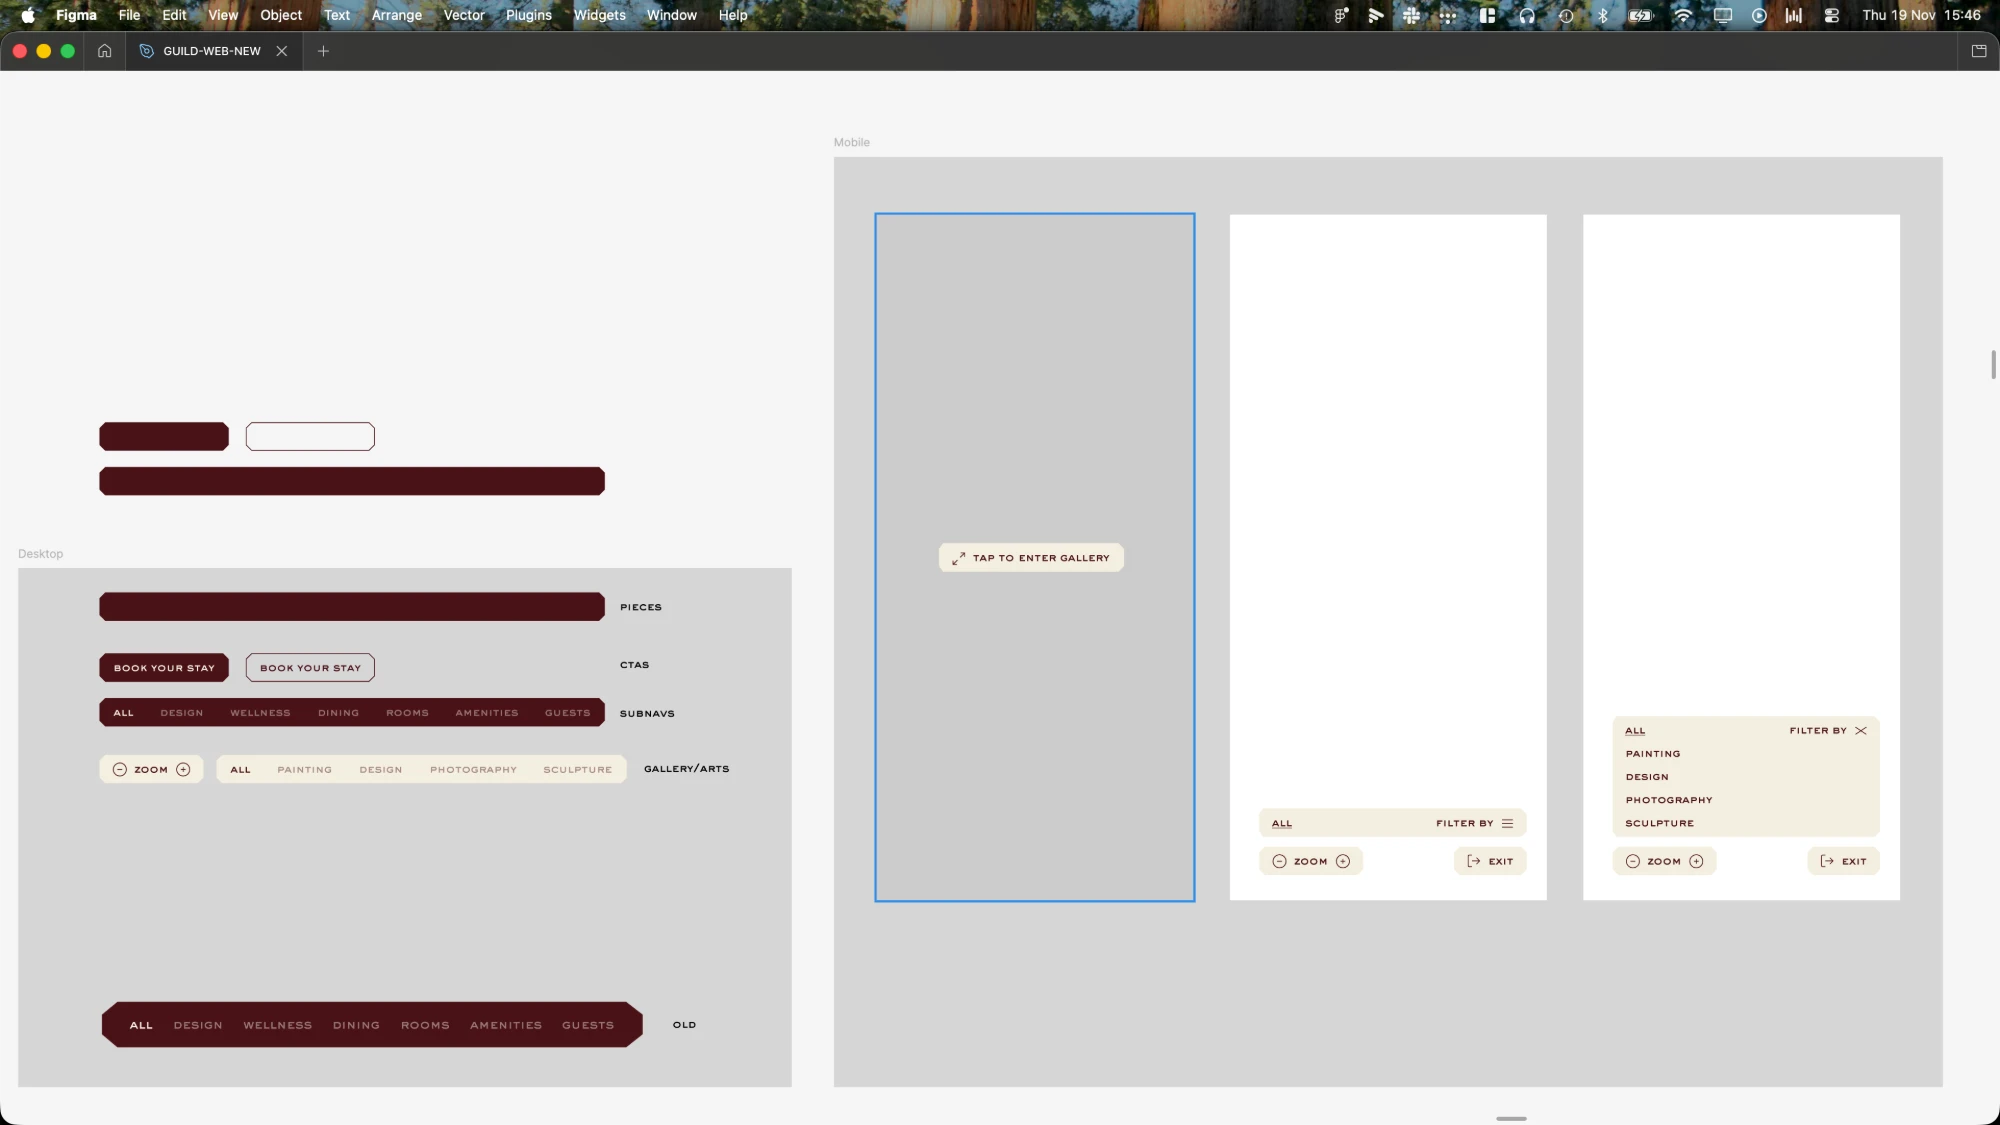 Figma File Edit View Object Text Arrange Vector Plugins Widgets Window Help Thu 19 Nov 15:46
GUILD-WEB-NEW
Mobile
TAP TO ENTER GALLERY
ALL FILTER BY
ZOOM EXIT
ALL FILTER BY
PAINTING
DESIGN
PHOTOGRAPHY
SCULPTURE
ZOOM EXIT
Desktop
PIECES
BOOK YOUR STAY BOOK YOUR STAY CTAS
ALL DESIGN WELLNESS DINING ROOMS AMENITIES GUESTS SUBNAVS
ZOOM ALL PAINTING DESIGN PHOTOGRAPHY SCULPTURE GALLERY/ARTS
ALL DESIGN WELLNESS DINING ROOMS AMENITIES GUESTS OLD